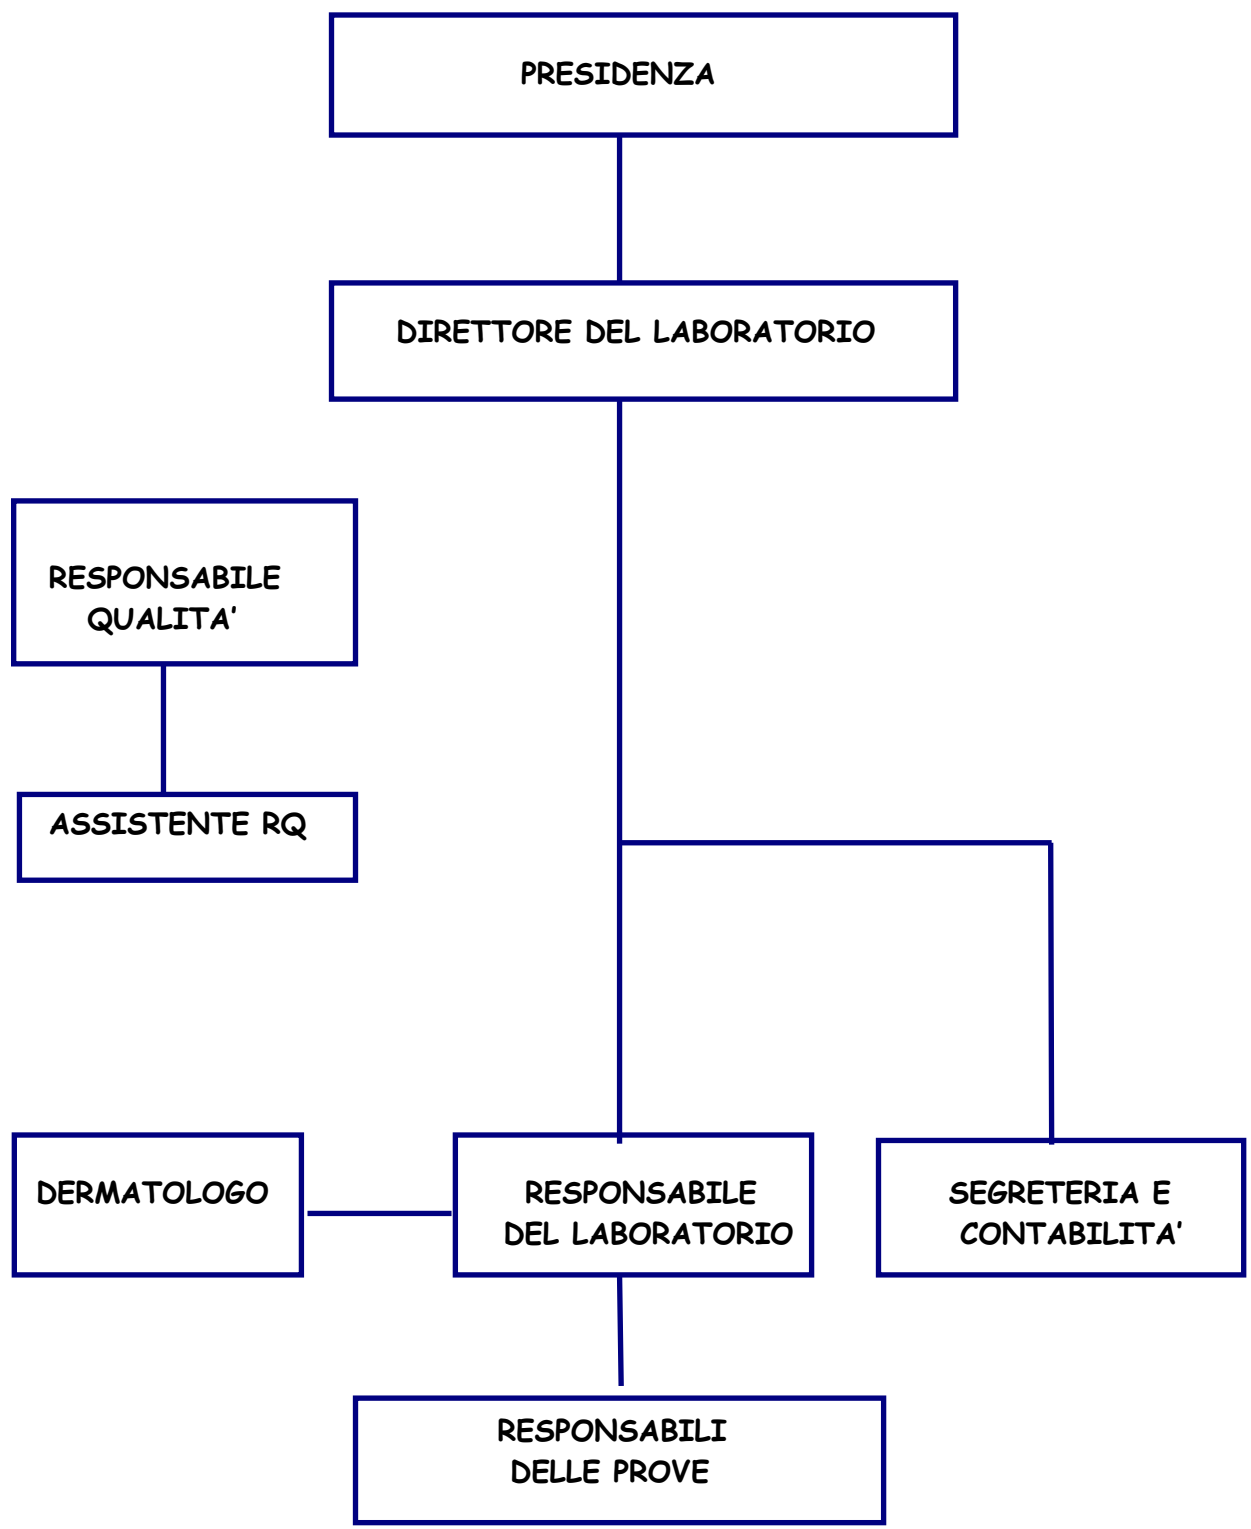 PRESIDENZA
DIRETTORE DEL LABORATORIO
RESPONSABILE
QUALITA’
ASSISTENTE RQ
DERMATOLOGO
RESPONSABILE
DEL LABORATORIO
SEGRETERIA E
CONTABILITA’
RESPONSABILI
DELLE PROVE